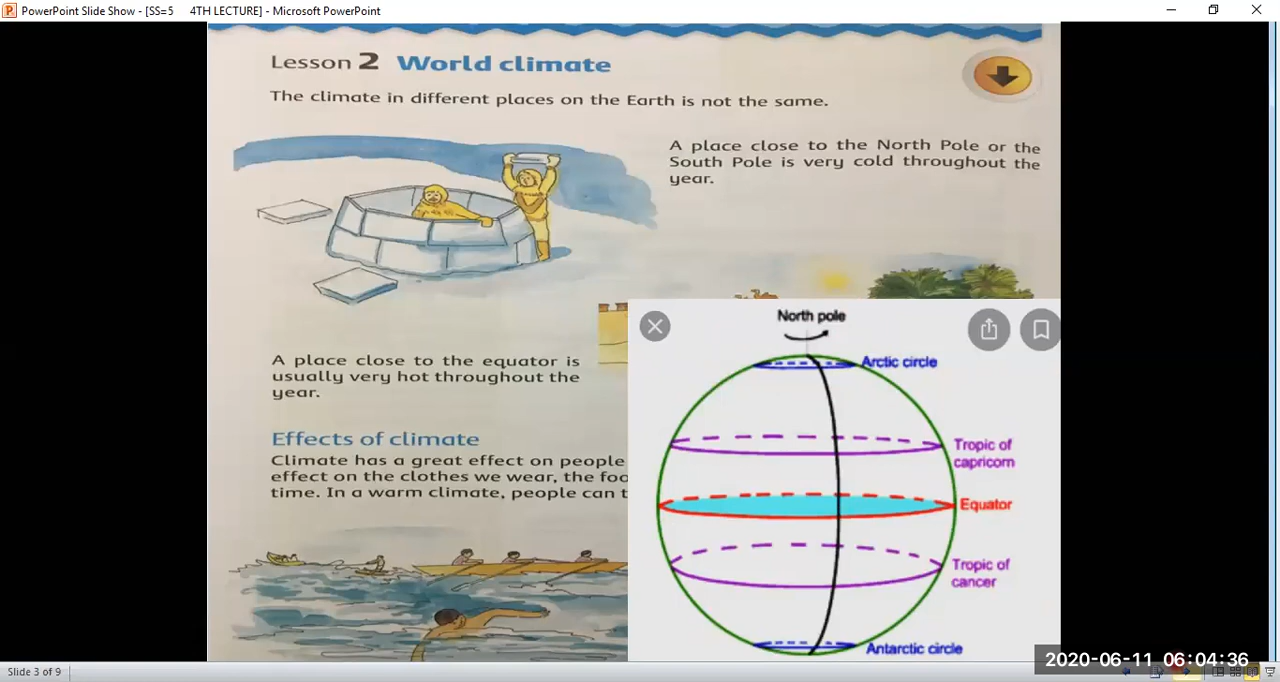 PowerPoint Slide Show - [SS=5 4TH LECTURE] - Microsoft PowerPoint
Lesson 2 World climate
The climate in different places on the Earth is not the same.
A place close to the North Pole or the
South Pole is very cold throughout the
year.
A place close to the equator is
usually very hot throughout the
year.
Effects of climate
Climate has a great effect on people
effect on the clothes we wear, the foo
time. In a warm climate, people can t
North pole
Arctic circle
Tropic of
capricorn
Equator
Tropic of
cancer
Antarctic circle
2020-06-11 06:04:36
Slide 3 of 9